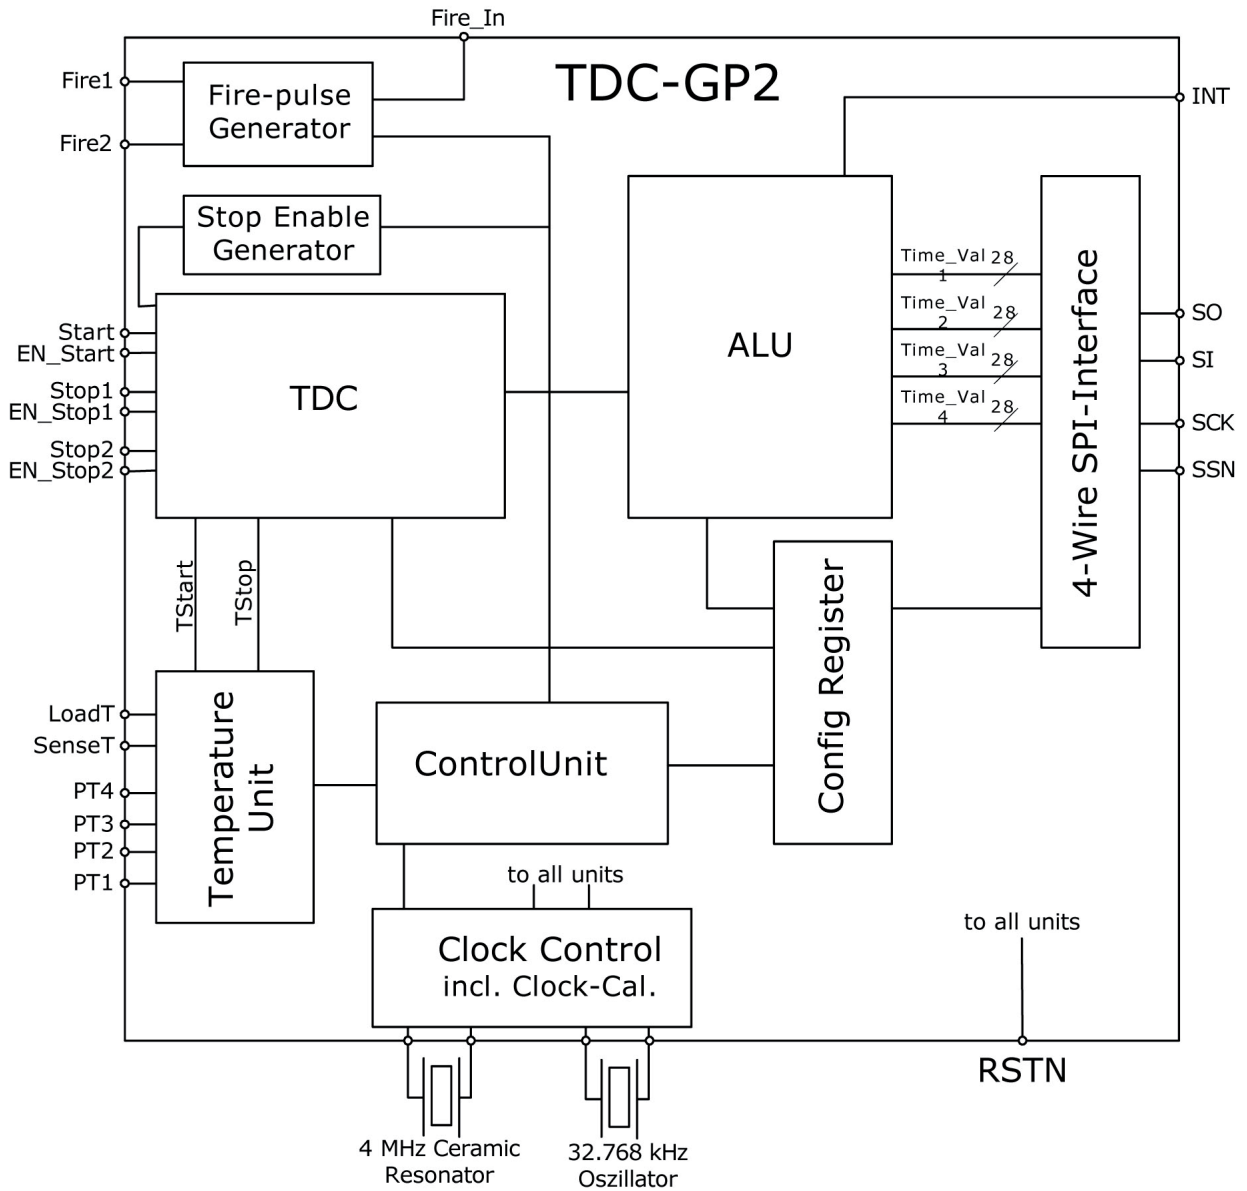 Fire_In
TDC-GP2
Fire1
Fire2
Fire-pulse
Generator
INT
Stop Enable
Generator
Start
EN_Start
Stop1
EN_Stop1
Stop2
EN_Stop2
TDC
ALU
Time_Val 28
1
Time_Val 28
2
Time_Val 28
3
Time_Val 28
4
4-Wire SPI-Interface
SO
SI
SCK
SSN
TStart
TStop
Config Register
LoadT
SenseT
PT4
PT3
PT2
PT1
Temperature
Unit
ControlUnit
to all units
Clock Control
incl. Clock-Cal.
to all units
RSTN
4 MHz Ceramic
Resonator
32.768 kHz
Oszillator